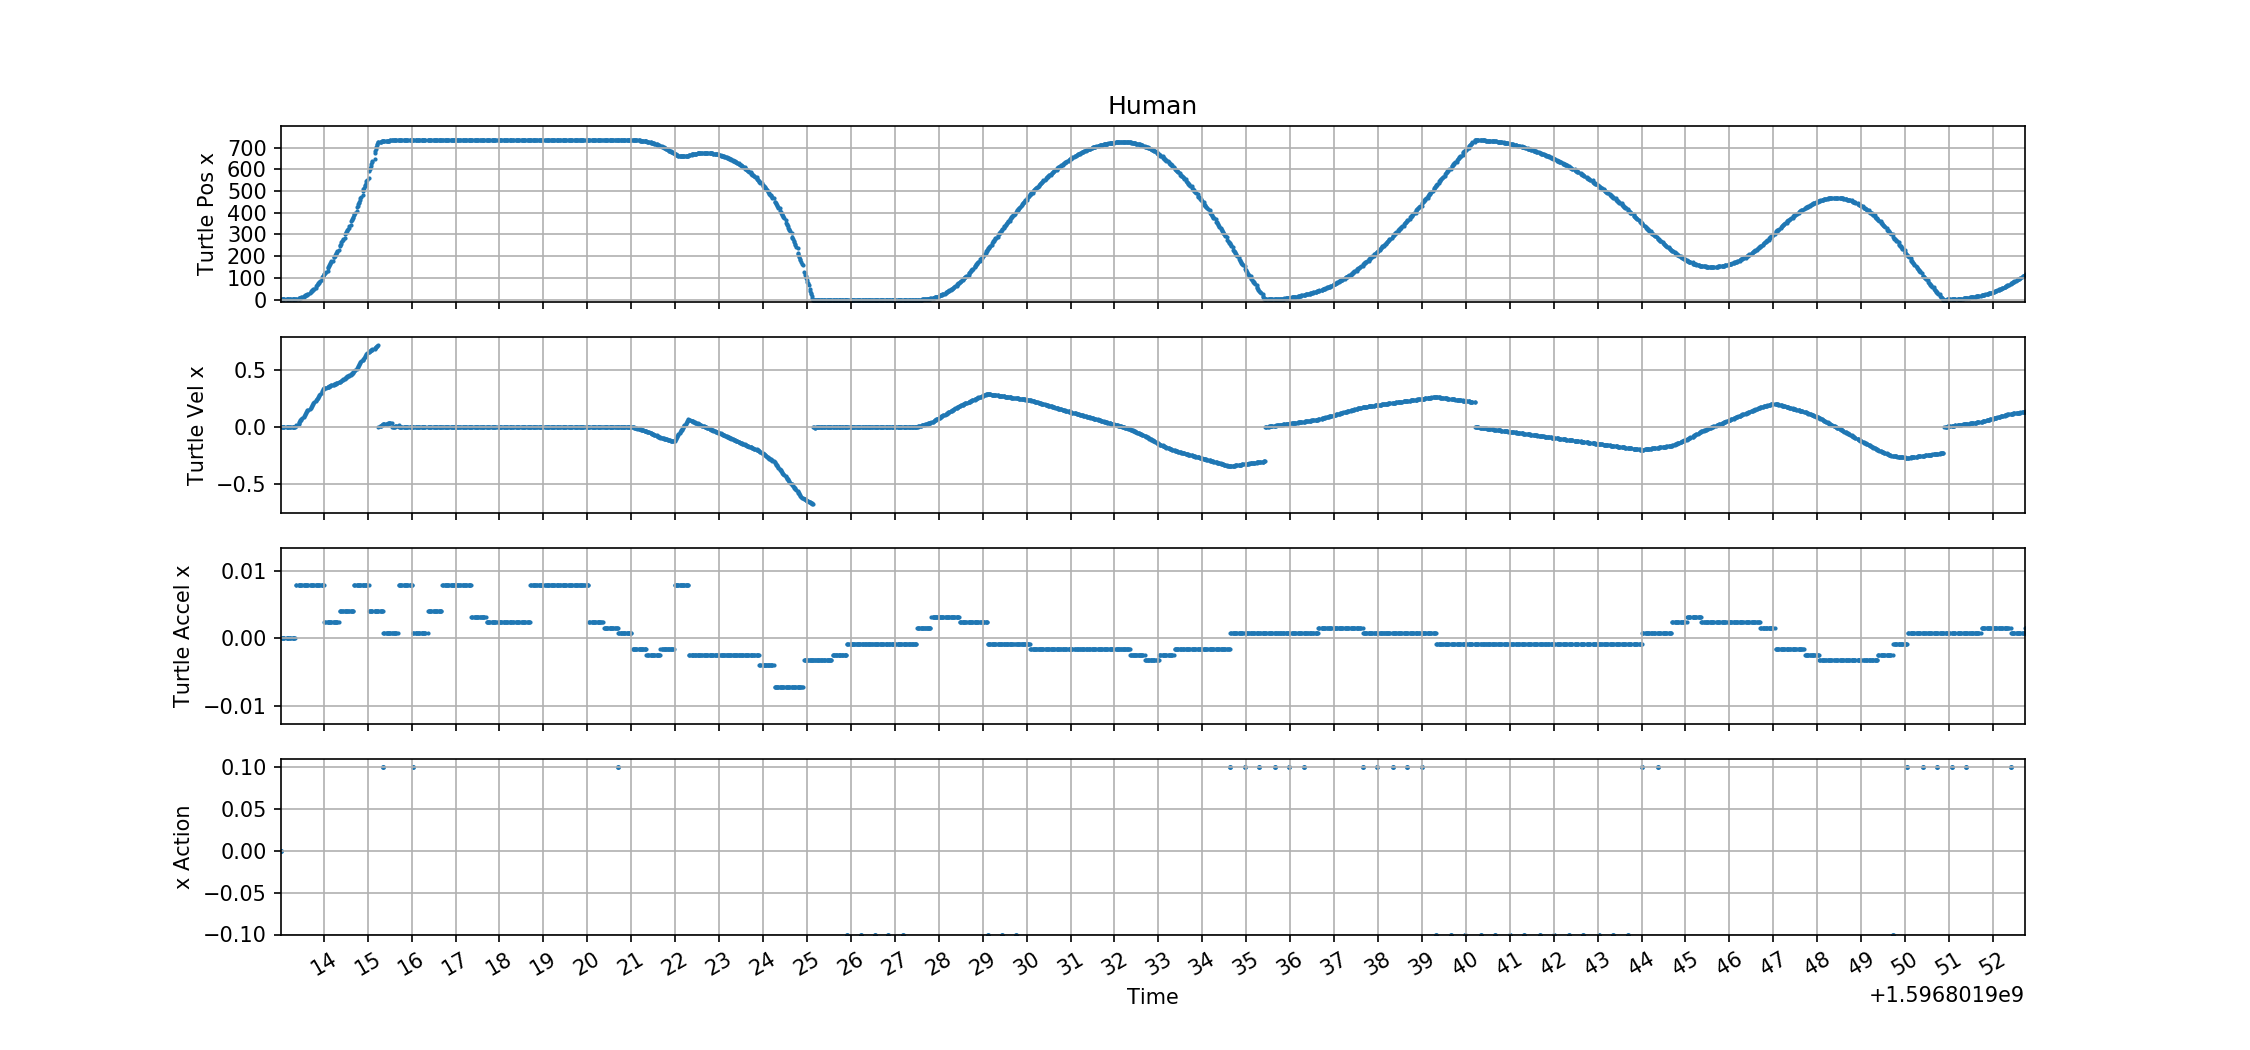 Human
Turtle Pos x
700
600
500
400
300
200
100
0
Turtle Vel x
0.5
0.0
−0.5
Turtle Accel x
0.01
0.00
−0.01
x Action
0.10
0.05
0.00
−0.05
−0.10
14 15 16 17 18 19 20 21 22 23 24 25 26 27 28 29 30 31 32 33 34 35 36 37 38 39 40 41 42 43 44 45 46 47 48 49 50 51 52
Time
+1.5968019e9